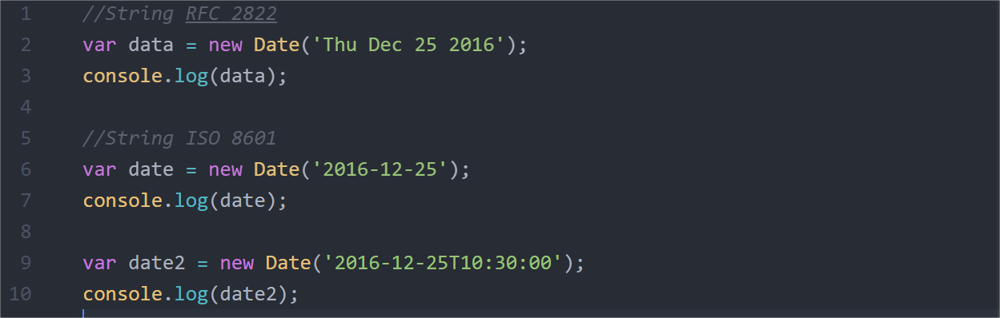 1 //String RFC 2822
2 var data = new Date('Thu Dec 25 2016');
3 console.log(data);
4
5 //String ISO 8601
6 var date = new Date('2016-12-25');
7 console.log(date);
8
9 var date2 = new Date('2016-12-25T10:30:00');
10 console.log(date2);